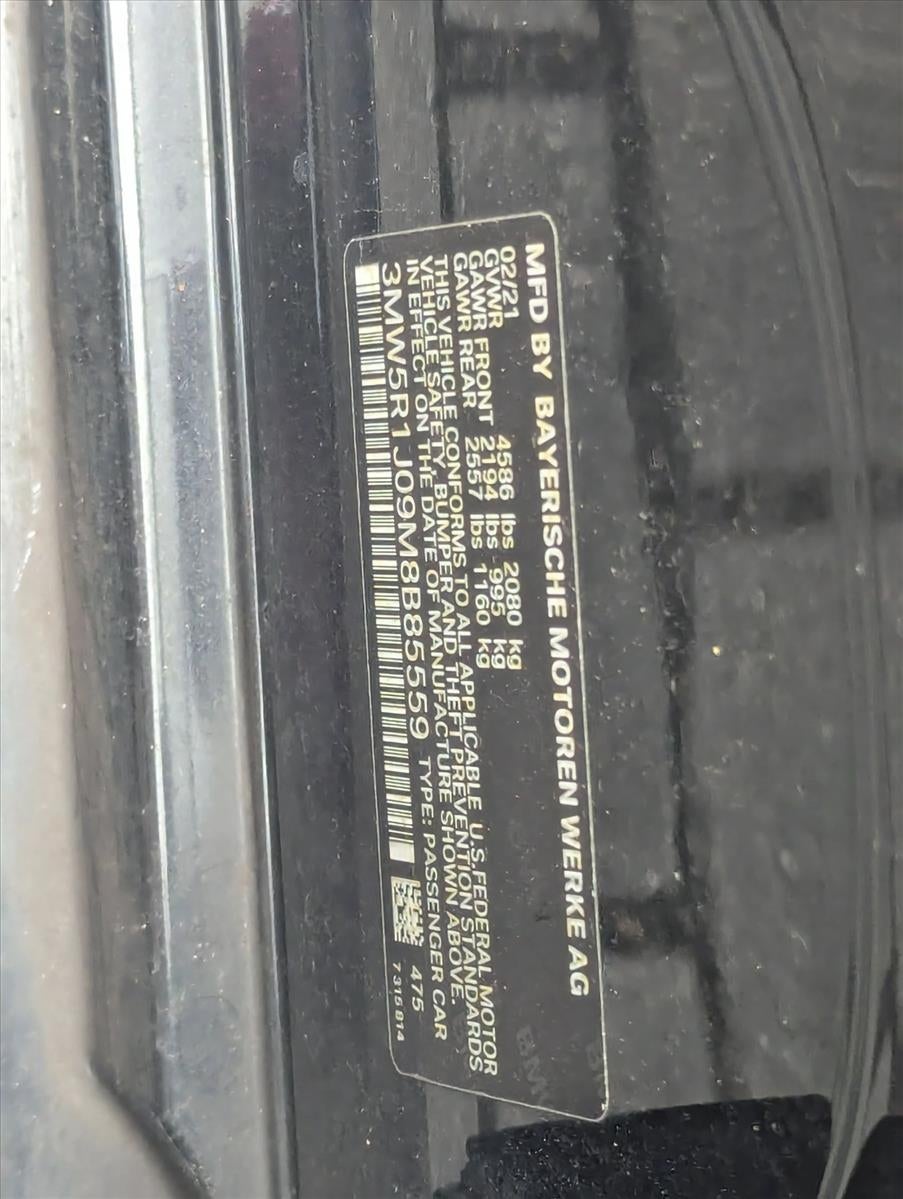 MFD BY BAYERISCHE MOTOREN WERKE AG
02/21
GVWR 4586 lbs 2080 kg
GAWR FRONT 2194 lbs 995 kg
GAWR REAR 2557 lbs 1160 kg
THIS VEHICLE CONFORMS TO ALL APPLICABLE U.S.FEDERAL MOTOR
VEHICLE SAFETY, BUMPER AND THEFT PREVENTION STANDARDS
IN EFFECT ON THE DATE OF MANUFACTURE SHOWN ABOVE.
3MW5R1J09M8B85559 TYPE: PASSENGER CAR
475
7315814